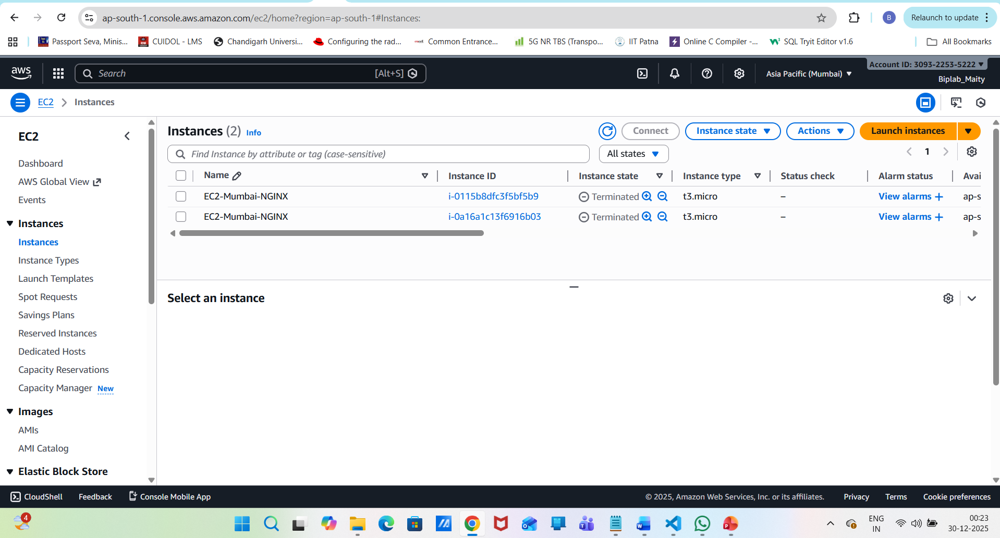 ap-south-1.console.aws.amazon.com/ec2/home?region=ap-south-1#Instances:
B
Relaunch to update
Passport Seva, Minis...
CUIDOL - LMS
Chandigarh Universi...
Configuring the rad...
Common Entrance...
5G NR TBS (Transpo...
IIT Patna
Online C Compiler -...
SQL Tryit Editor v1.6
All Bookmarks
aws
Search
[Alt+S]
Asia Pacific (Mumbai)
Account ID: 3093-2253-5222
Biplab_Maity
EC2
Instances
EC2
Dashboard
AWS Global View
Events
Instances
Instances
Instance Types
Launch Templates
Spot Requests
Savings Plans
Reserved Instances
Dedicated Hosts
Capacity Reservations
Capacity Manager New
Images
AMIs
AMI Catalog
Elastic Block Store
Instances (2) Info
Connect
Instance state
Actions
Launch instances
Find Instance by attribute or tag (case-sensitive)
All states
1
Name Instance ID Instance state Instance type Status check Alarm status Avai
EC2-Mumbai-NGINX i-0115b8dfc3f5bf5b9 Terminated t3.micro – View alarms + ap-s
EC2-Mumbai-NGINX i-0a16a1c13f6916b03 Terminated t3.micro – View alarms + ap-s
Select an instance
CloudShell
Feedback
Console Mobile App
© 2025, Amazon Web Services, Inc. or its affiliates.
Privacy
Terms
Cookie preferences
4
ENG
IN
00:23
30-12-2025